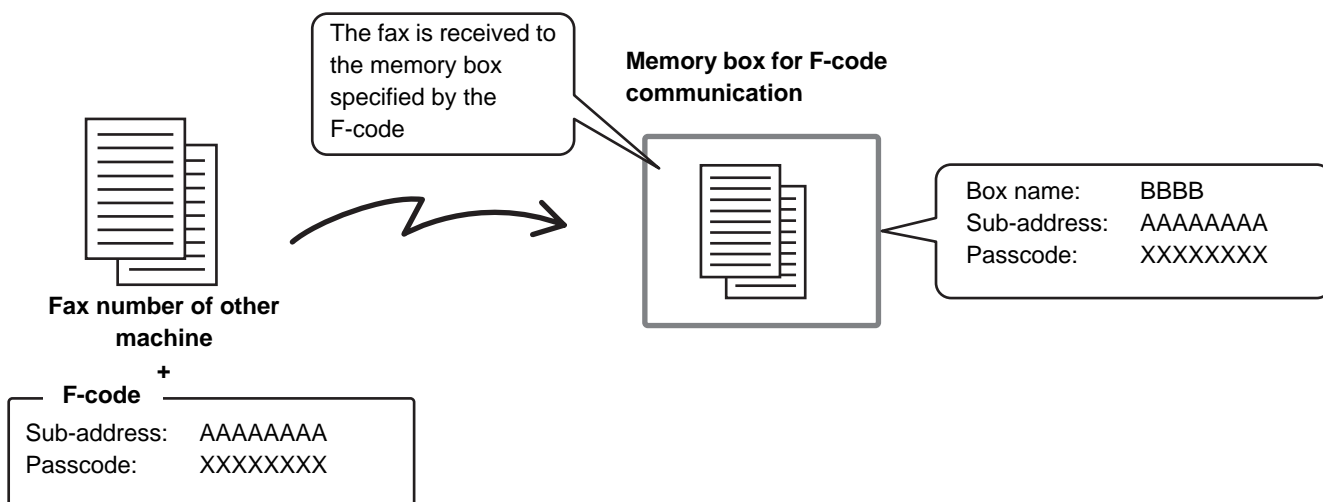 The fax is received to
the memory box
specified by the
F-code
Memory box for F-code
communication
Box name: BBBB
Sub-address: AAAAAAAA
Passcode: XXXXXXXX
Fax number of other
machine
+
F-code
Sub-address: AAAAAAAA
Passcode: XXXXXXXX